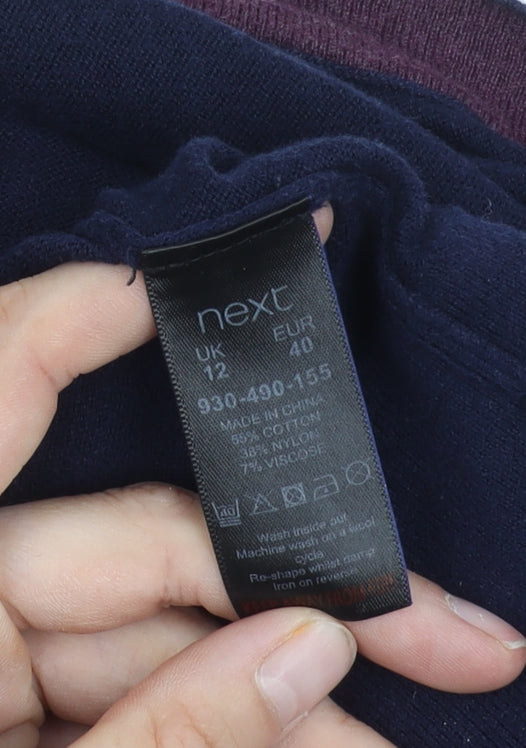 next
UK EUR
12 40
930-490-155
MADE IN CHINA
55% COTTON
38% NYLON
7% VISCOSE
40
Wash inside out
Machine wash on a wool
cycle
Re-shape whilst damp
Iron on reverse